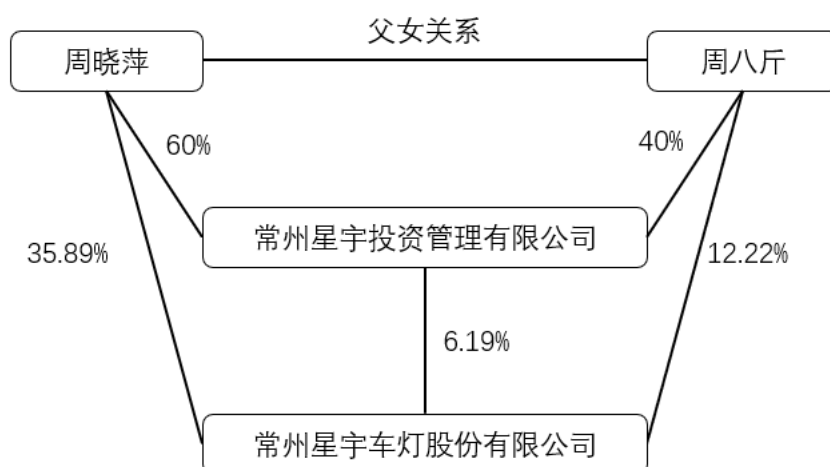 父女关系
周晓萍
周八斤
60%
40%
常州星宇投资管理有限公司
35.89%
12.22%
6.19%
常州星宇车灯股份有限公司